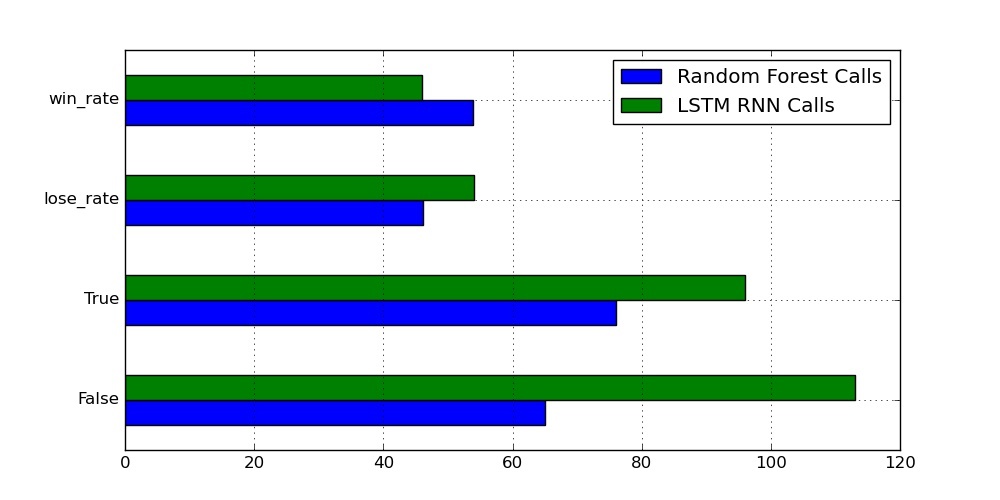 Random Forest Calls
LSTM RNN Calls
win_rate
lose_rate
True
False
0 20 40 60 80 100 120